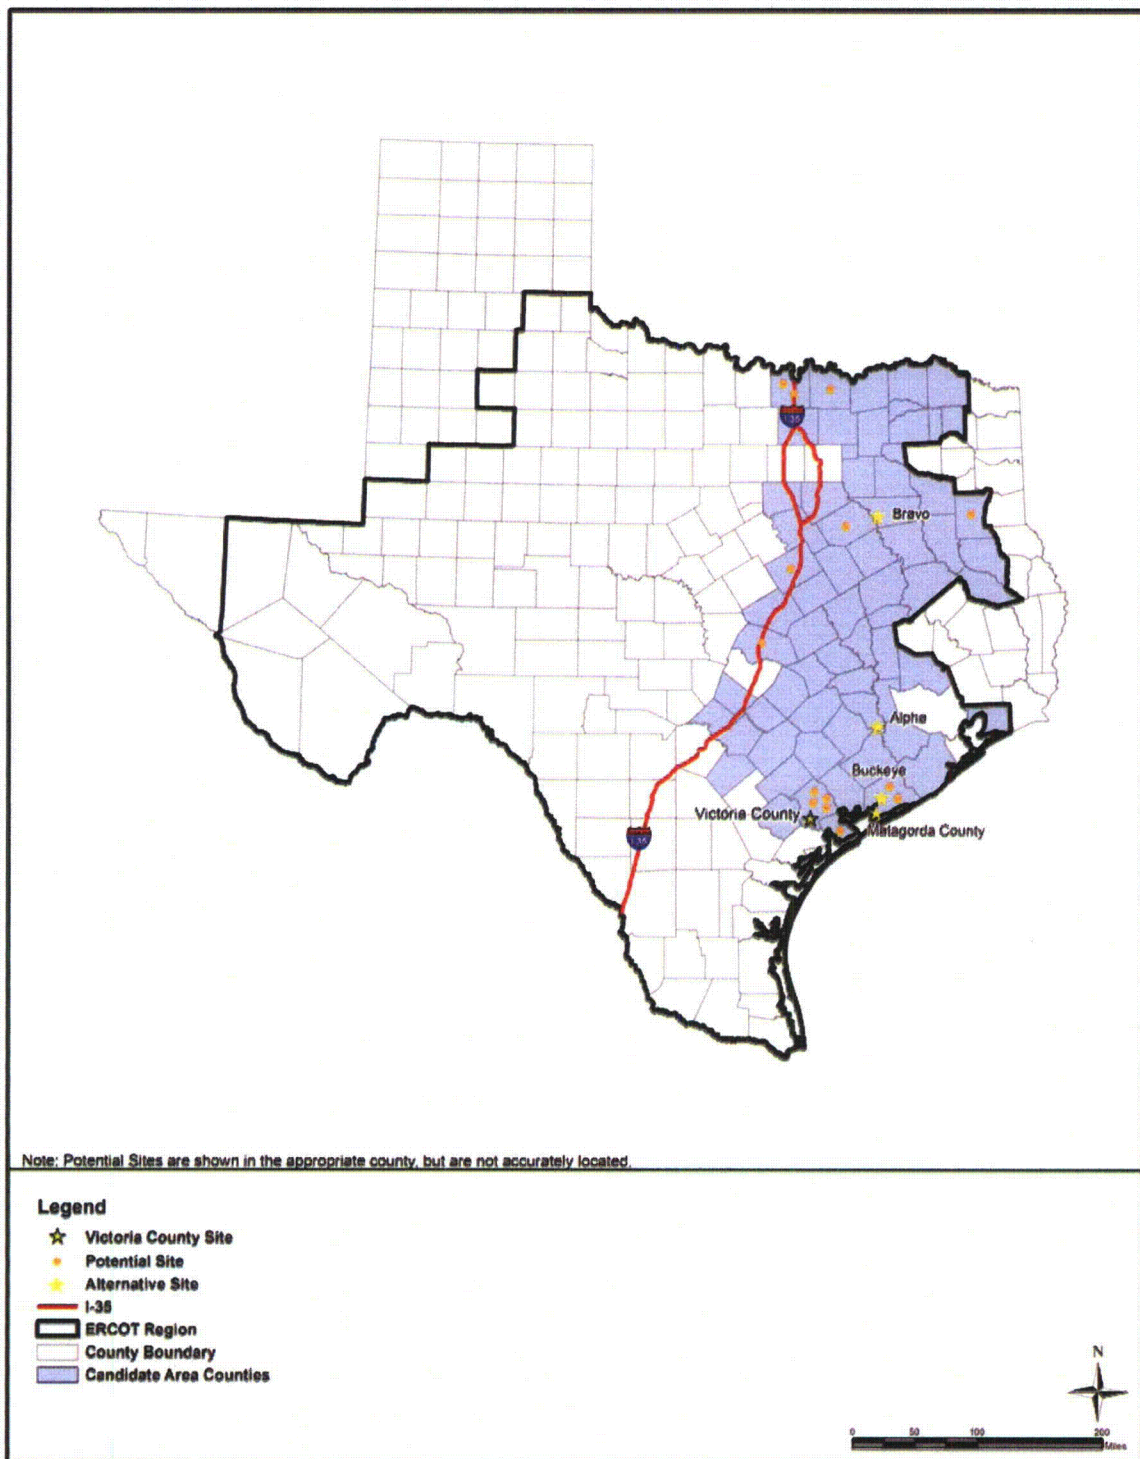 I-35
Bravo
Alpha
Buckeye
Victoria County
Matagorda County
I-35
Note: Potential Sites are shown in the appropriate county, but are not accurately located.
Legend
Victoria County Site
Potential Site
Alternative Site
I-35
ERCOT Region
County Boundary
Candidate Area Counties
N
0 50 100 200
Miles